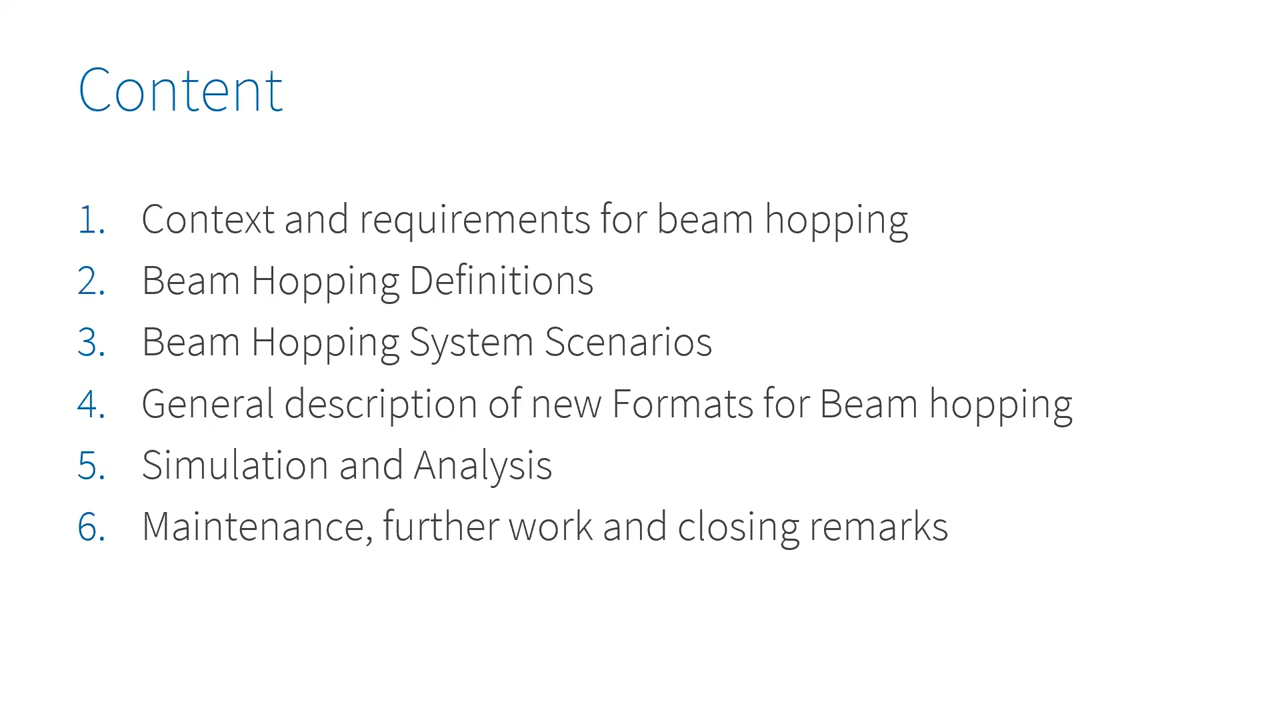 Content
1. Context and requirements for beam hopping
2. Beam Hopping Definitions
3. Beam Hopping System Scenarios
4. General description of new Formats for Beam hopping
5. Simulation and Analysis
6. Maintenance, further work and closing remarks